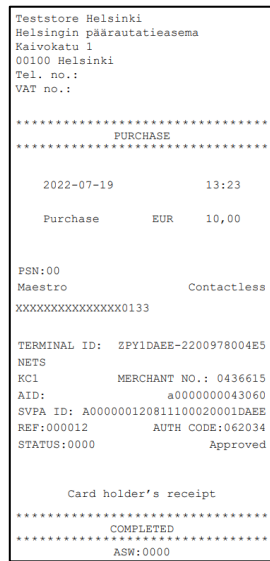 Teststore Helsinki
Helsingin päärautatieasema
Kaivokatu 1
00100 Helsinki
Tel. no.:
VAT no.:
********************************
PURCHASE
********************************
2022-07-19 13:23
Purchase EUR 10,00
PSN:00
Maestro Contactless
XXXXXXXXXXXXXXX0133
TERMINAL ID: ZPY1DAEE-2200978004E5
NETS
KC1 MERCHANT NO.: 0436615
AID: a0000000043060
SVPA ID: A000000120811100020001DAEE
REF:000012 AUTH CODE:062034
STATUS:0000 Approved
Card holder's receipt
********************************
COMPLETED
********************************
ASW:0000